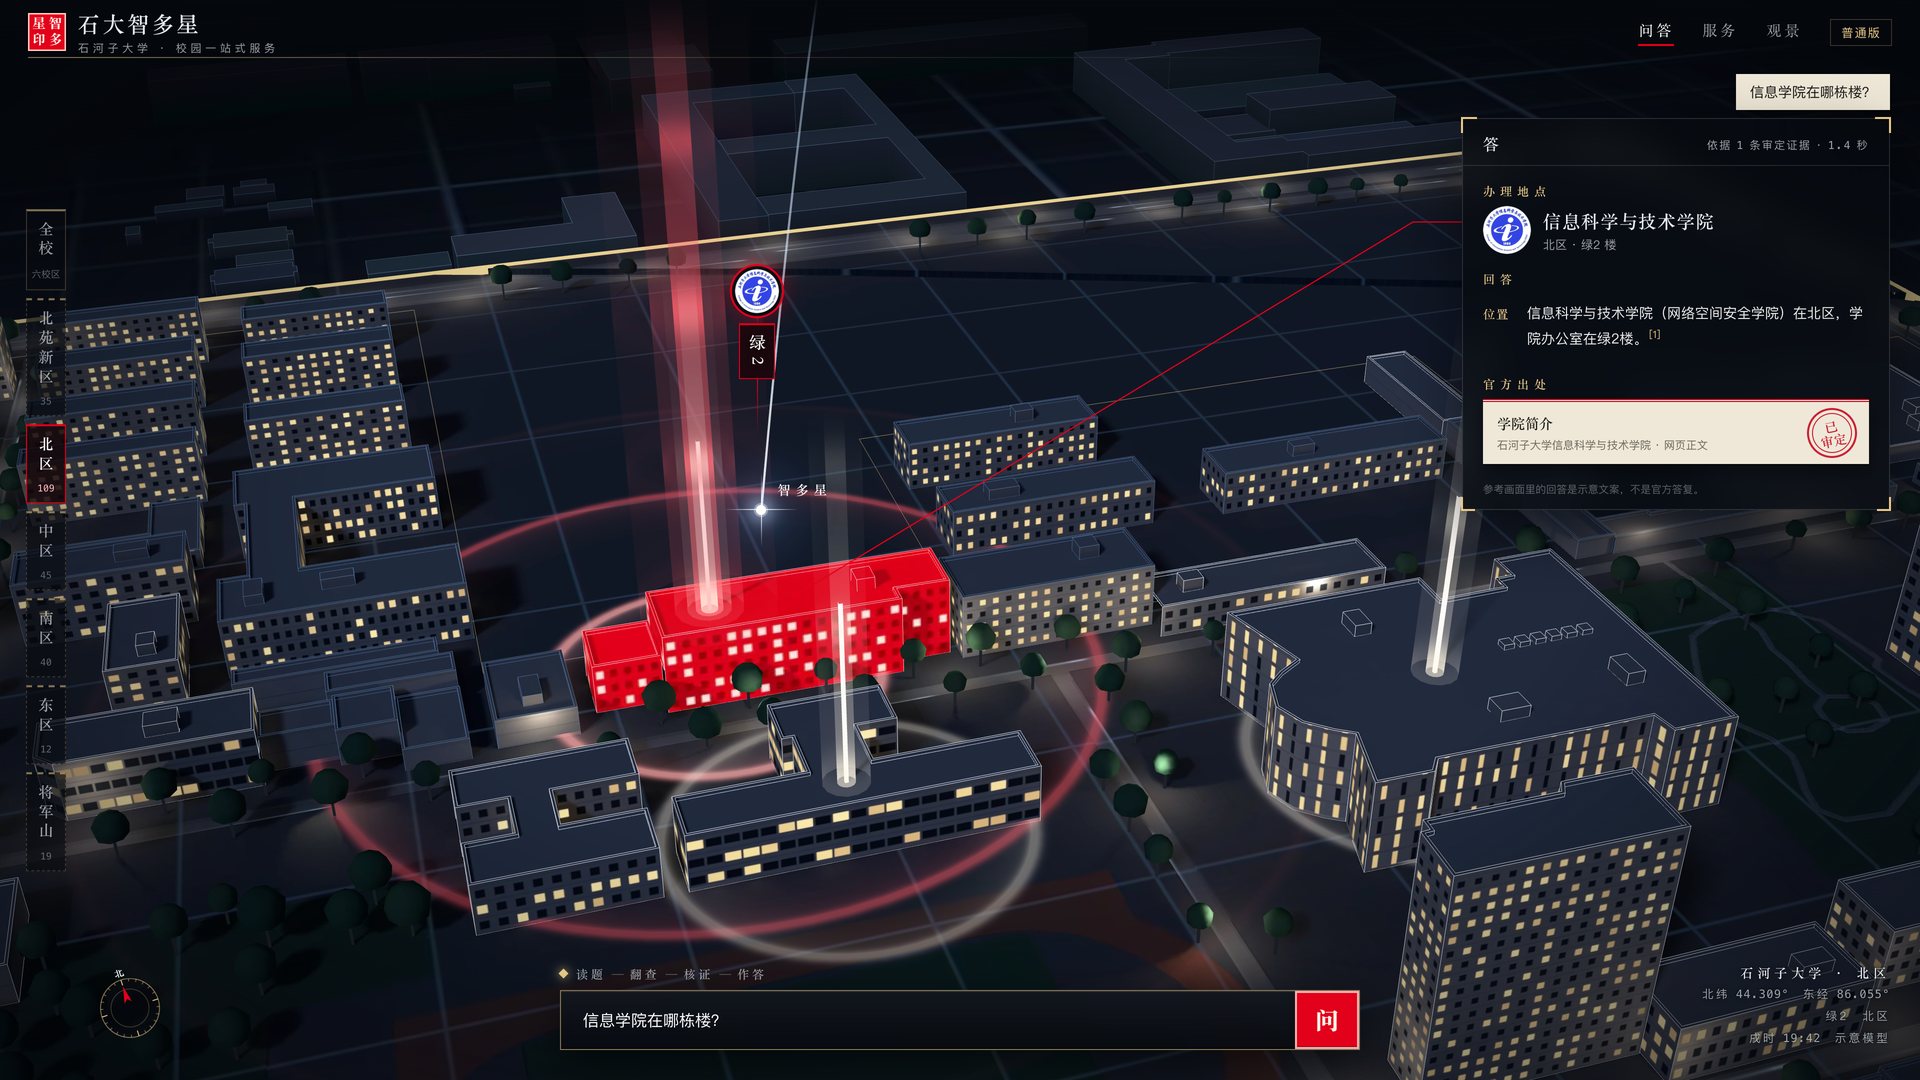 星智
印多
石大智多星
石河子大学 · 校园一站式服务
问答
服务
观景
普通版
信息学院在哪栋楼?
答
依据 1 条审定证据 · 1.4 秒
办理地点
信息科学与技术学院
北区 · 绿2 楼
回答
位置
信息科学与技术学院（网络空间安全学院）在北区，学
院办公室在绿2楼。[1]
官方出处
学院简介
石河子大学信息科学与技术学院 · 网页正文
已
审定
参考画面里的回答是示意文案，不是官方答复。
全校
六校区
北苑新区
35
北区
109
中区
45
南区
40
东区
12
将军山
19
绿2
智多星
北
读题 — 翻查 — 核证 — 作答
信息学院在哪栋楼?
问
石河子大学 · 北区
北纬 44.309° 东经 86.055°
绿2 北区
戌时 19:42 示意模型